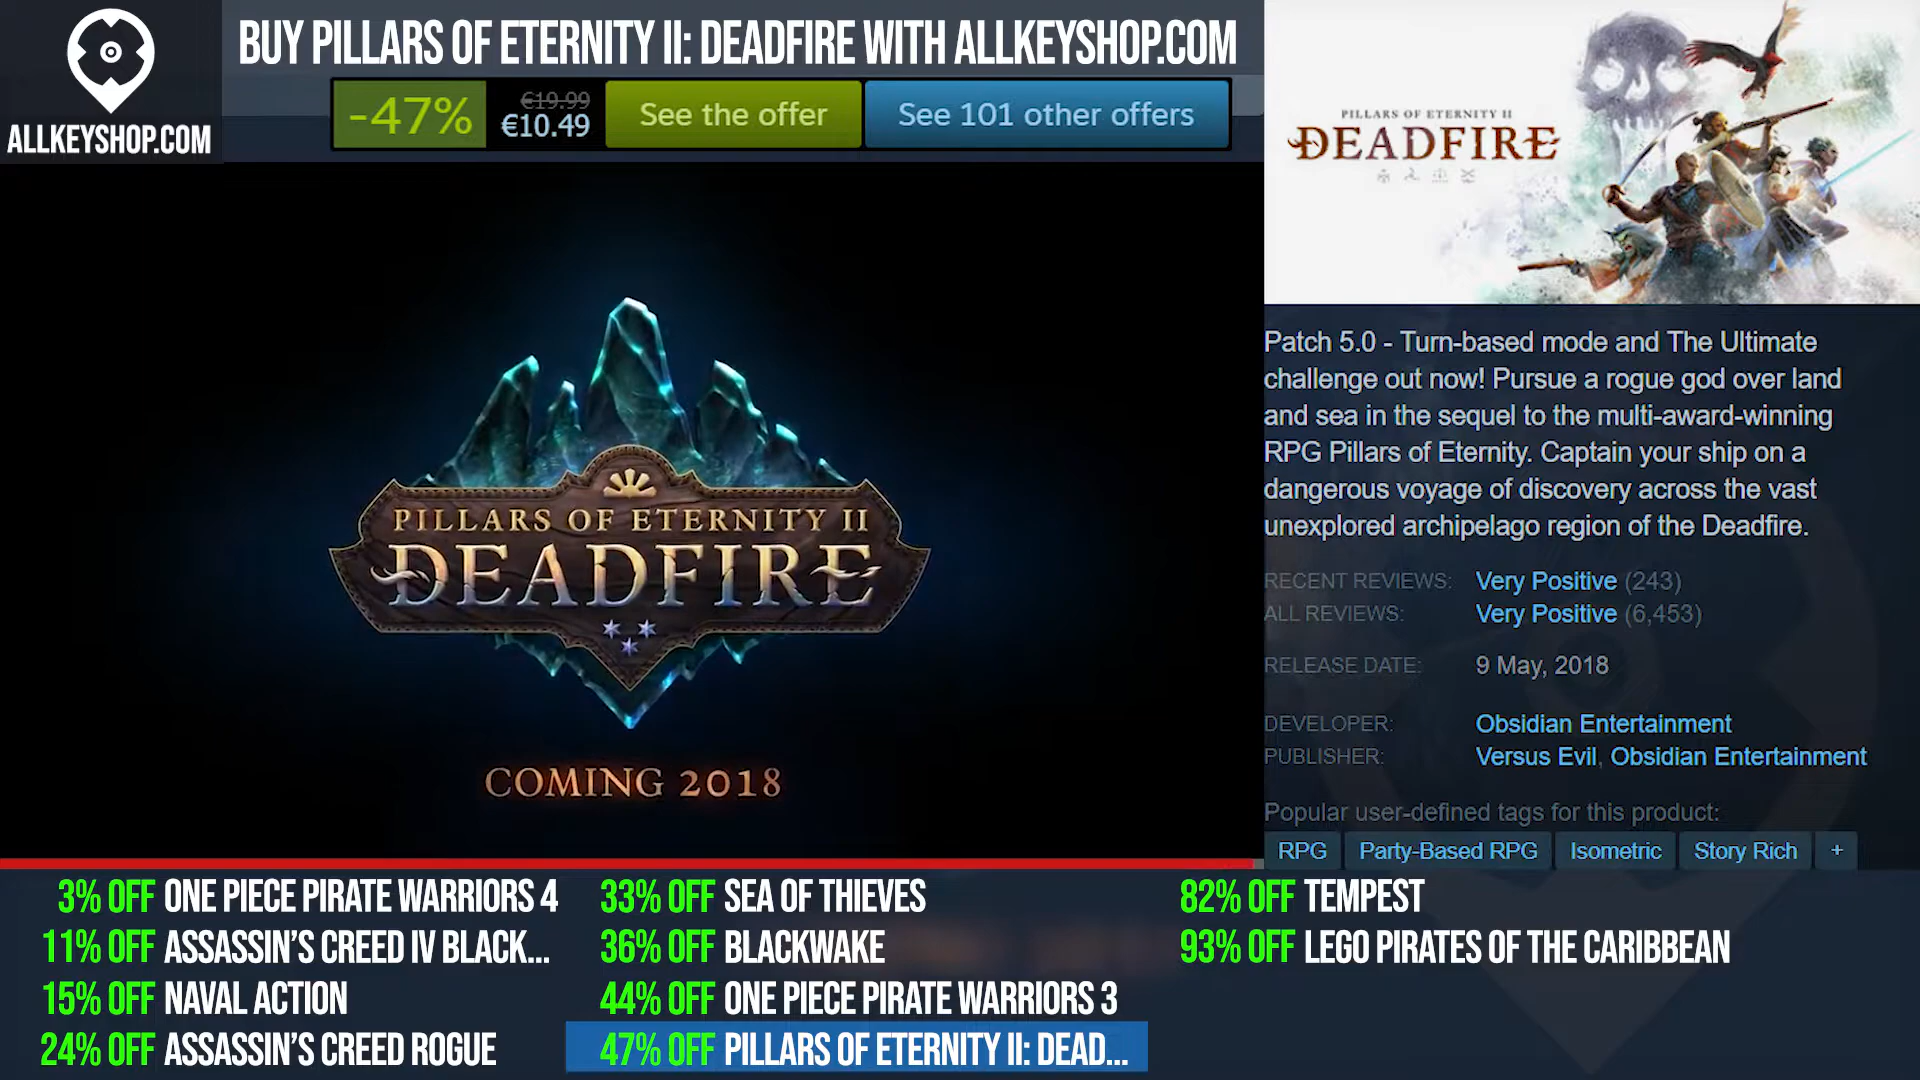 ALLKEYSHOP.COM
BUY PILLARS OF ETERNITY II: DEADFIRE WITH ALLKEYSHOP.COM
-47%
€19.99
€10.49
See the offer
See 101 other offers
PILLARS OF ETERNITY II
DEADFIRE
COMING 2018
PILLARS OF ETERNITY II
DEADFIRE
Patch 5.0 - Turn-based mode and The Ultimate
challenge out now! Pursue a rogue god over land
and sea in the sequel to the multi-award-winning
RPG Pillars of Eternity. Captain your ship on a
dangerous voyage of discovery across the vast
unexplored archipelago region of the Deadfire.
RECENT REVIEWS: Very Positive (243)
ALL REVIEWS: Very Positive (6,453)
RELEASE DATE: 9 May, 2018
DEVELOPER: Obsidian Entertainment
PUBLISHER: Versus Evil, Obsidian Entertainment
Popular user-defined tags for this product:
RPG Party-Based RPG Isometric Story Rich +
3% OFF ONE PIECE PIRATE WARRIORS 4
11% OFF ASSASSIN'S CREED IV BLACK...
15% OFF NAVAL ACTION
24% OFF ASSASSIN'S CREED ROGUE
33% OFF SEA OF THIEVES
36% OFF BLACKWAKE
44% OFF ONE PIECE PIRATE WARRIORS 3
47% OFF PILLARS OF ETERNITY II: DEAD...
82% OFF TEMPEST
93% OFF LEGO PIRATES OF THE CARIBBEAN